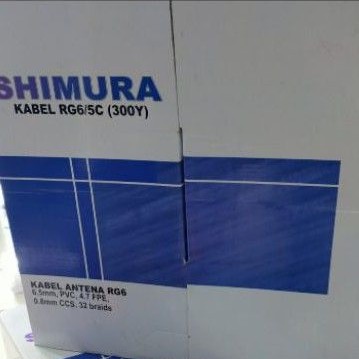 SHIMURA
KABEL RG6/5C (300Y)
KABEL ANTENA RG6
6.5mm, PVC, 4.7 FPE,
0.8mm CCS, 32 braids